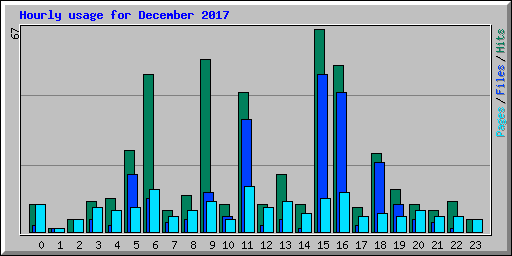 Hourly usage for December 2017
67
Pages/Files/Hits
0 1 2 3 4 5 6 7 8 9 10 11 12 13 14 15 16 17 18 19 20 21 22 23